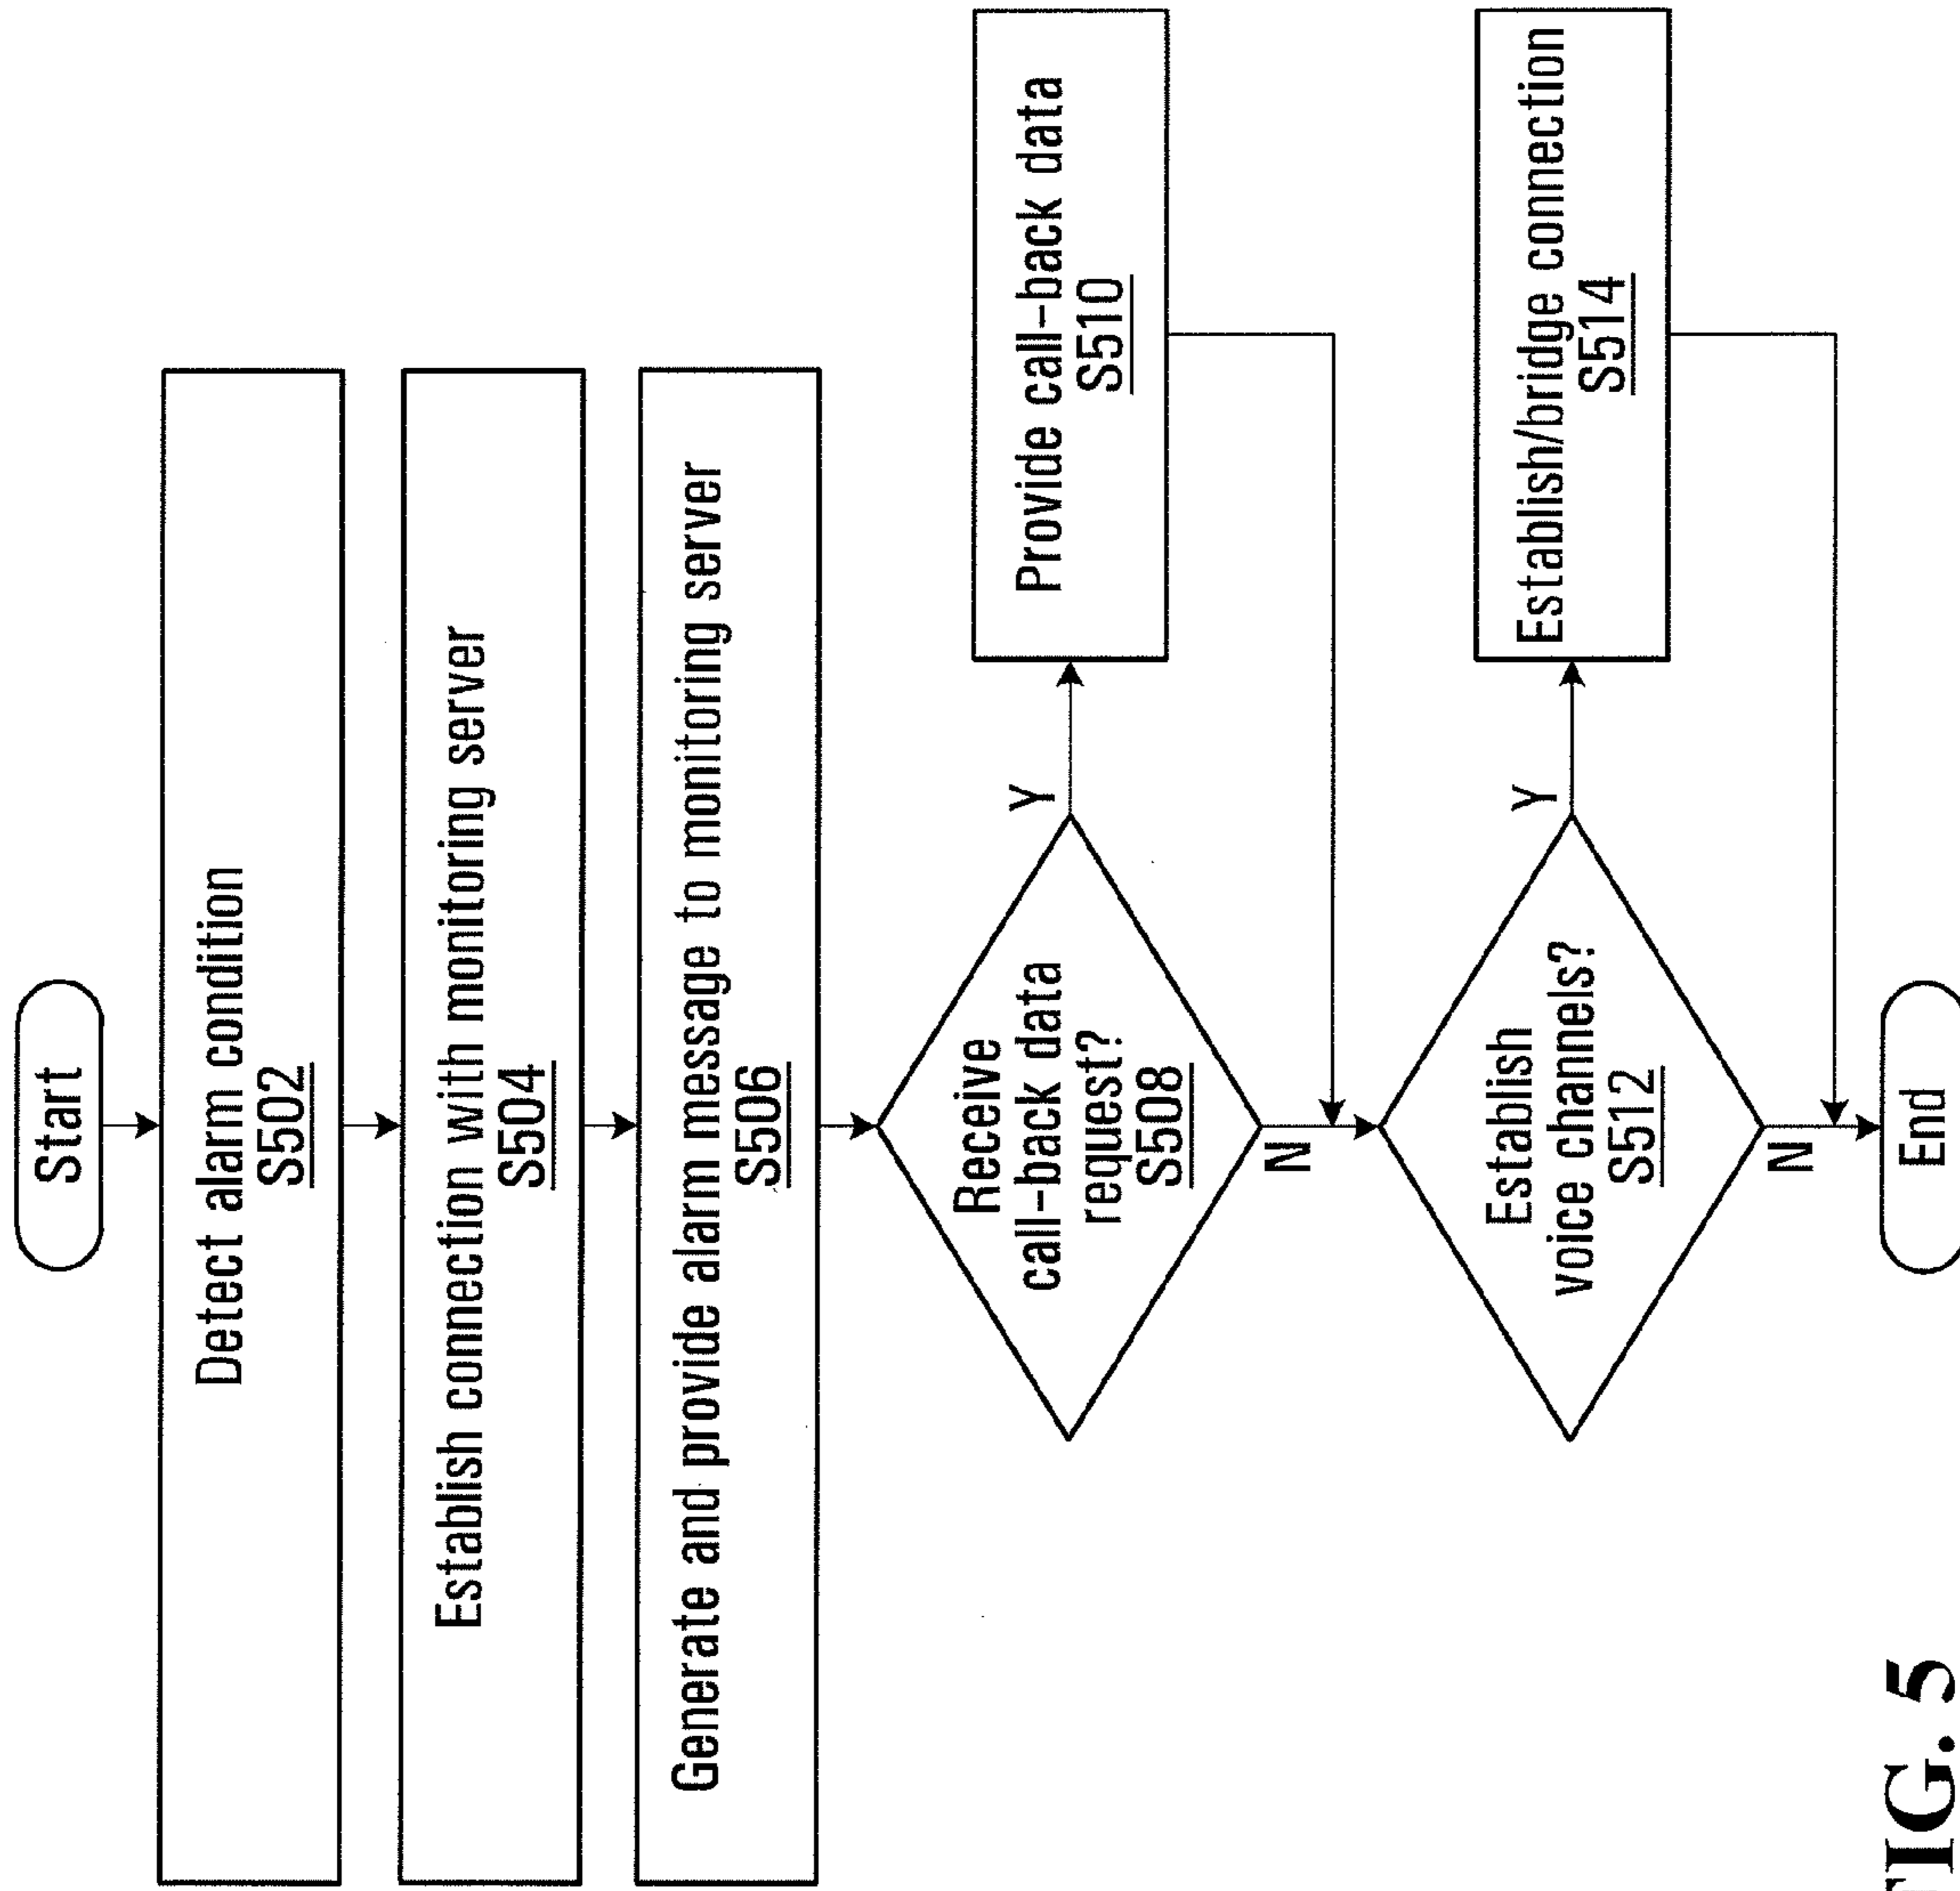 Start
Detect alarm condition
S502
Establish connection with monitoring server
S504
Generate and provide alarm message to monitoring server
S506
Receive
call-back data
request?
S508
Y
Provide call-back data
S510
N
Establish
voice channels?
S512
Y
Establish/bridge connection
S514
N
End
FIG. 5